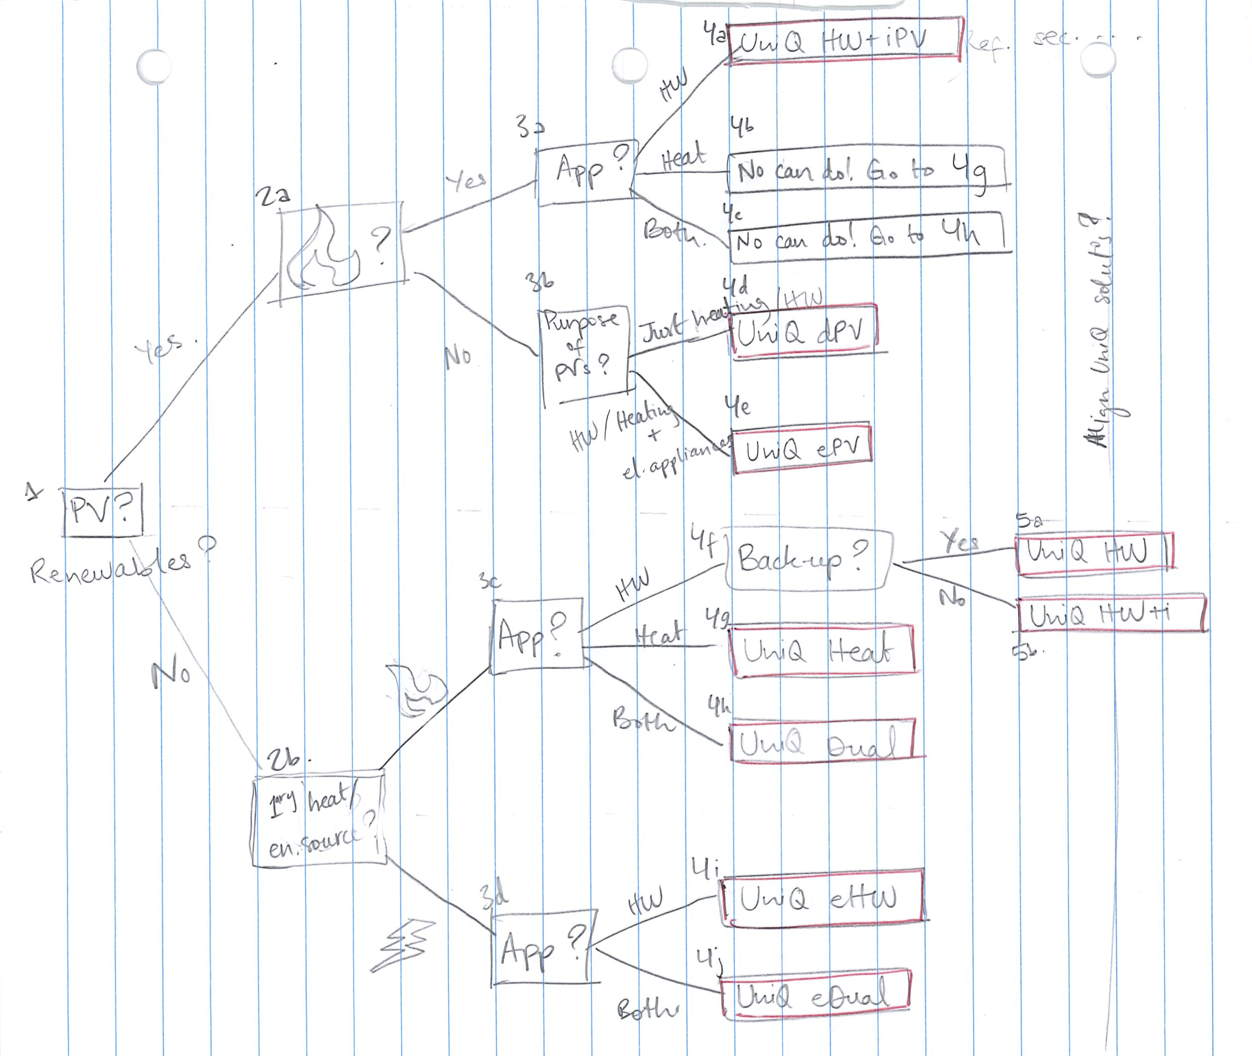 4a
UniQ HW+iPV
Ref. sec. . . .
HW
3a
App?
Heat
4b
No can do! Go to 4g
Both.
4c
No can do! Go to 4h
2a
?
Yes
No
3b
Purpose
of
PVs?
Just heating/HW
4d
UniQ dPV
HW/Heating
+
el. appliances
4e
UniQ ePV
Align UniQ soluti,?
Yes.
1
PV?
Renewables?
No
2b.
1ary heat/
en. source?
3c
App?
HW
4f
Back-up?
Yes
5a
UniQ HW
No
UniQ HW+i
5b.
Heat
4g
UniQ Heat
Both
4h
UniQ Dual
3d
App?
HW
4i
UniQ eHW
Both
4j
UniQ eDual